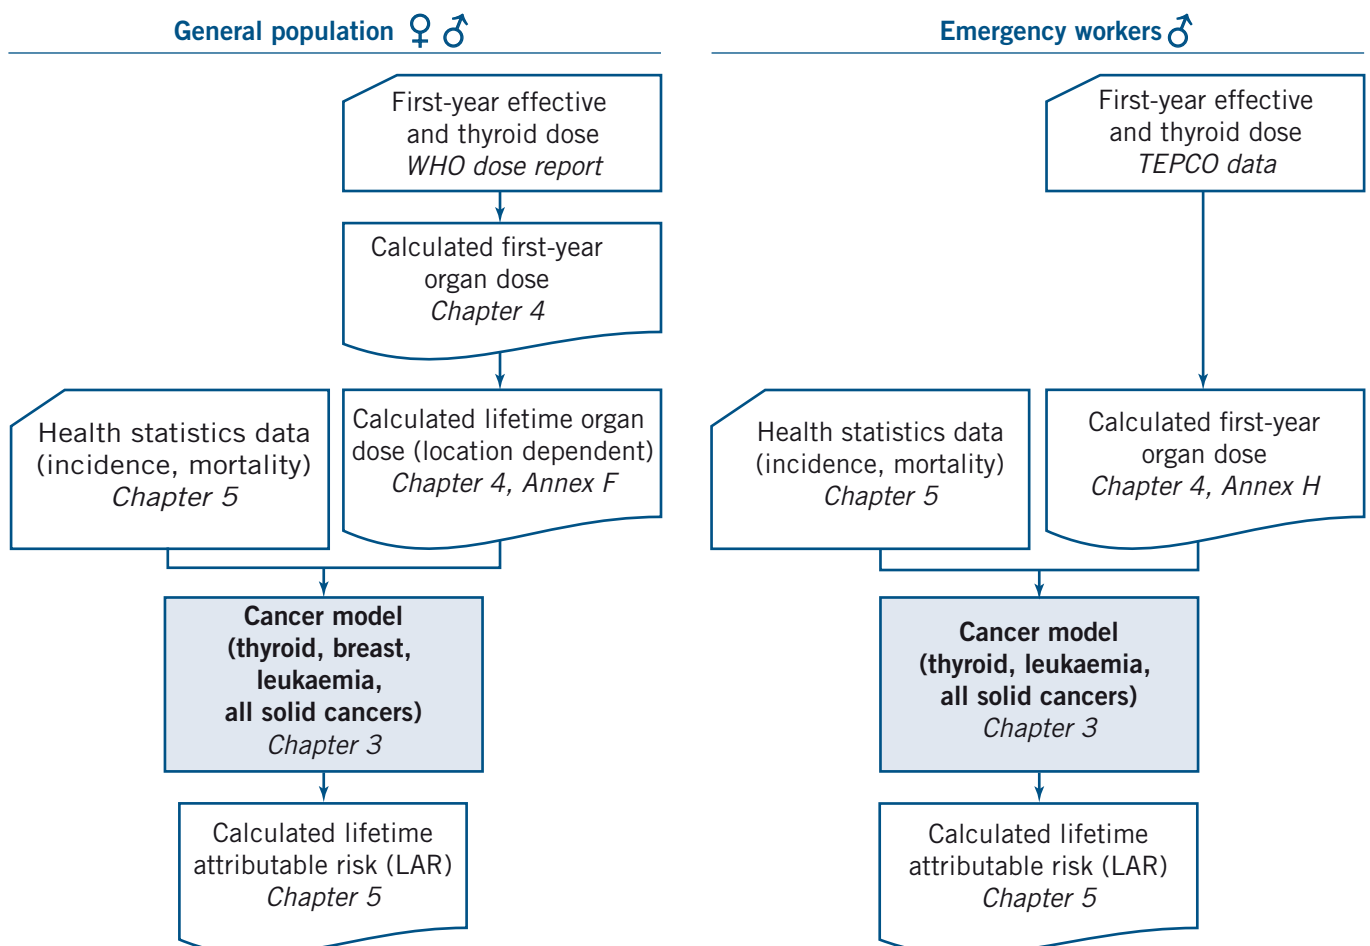 General population ♀ ♂
First-year effective
and thyroid dose
WHO dose report
Calculated first-year
organ dose
Chapter 4
Health statistics data
(incidence, mortality)
Chapter 5
Calculated lifetime organ
dose (location dependent)
Chapter 4, Annex F
Cancer model
(thyroid, breast,
leukaemia,
all solid cancers)
Chapter 3
Calculated lifetime
attributable risk (LAR)
Chapter 5
Emergency workers ♂
First-year effective
and thyroid dose
TEPCO data
Health statistics data
(incidence, mortality)
Chapter 5
Calculated first-year
organ dose
Chapter 4, Annex H
Cancer model
(thyroid, leukaemia,
all solid cancers)
Chapter 3
Calculated lifetime
attributable risk (LAR)
Chapter 5